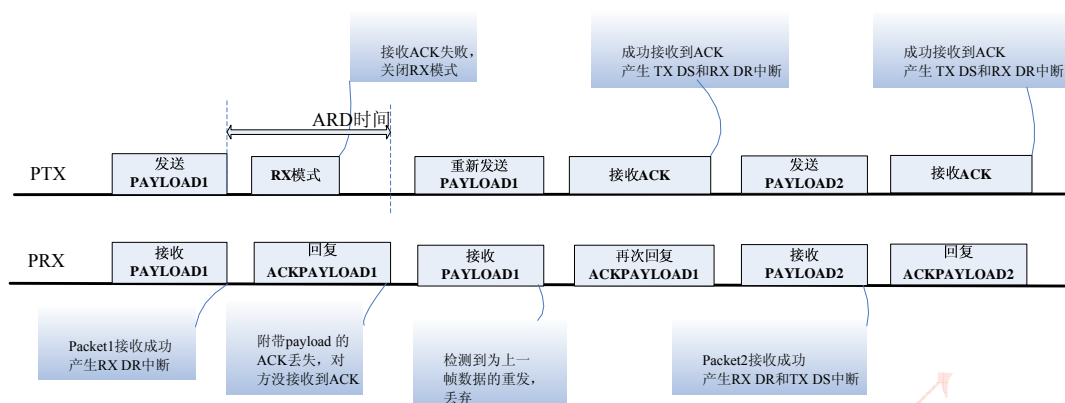 接收ACK失败，
关闭RX模式
成功接收到ACK
产生 TX DS和RX DR中断
成功接收到ACK
产生 TX DS和RX DR中断
ARD时间
PTX
发送
PAYLOAD1
RX模式
重新发送
PAYLOAD1
接收ACK
发送
PAYLOAD2
接收ACK
PRX
接收
PAYLOAD1
回复
ACKPAYLOAD1
接收
PAYLOAD1
再次回复
ACKPAYLOAD1
接收
PAYLOAD2
回复
ACKPAYLOAD2
Packet1接收成功
产生RX DR中断
附带payload 的
ACK丢失，对
方没接收到ACK
检测到为上一
帧数据的重发，
丢弃
Packet2接收成功
产生RX DR和TX DS中断